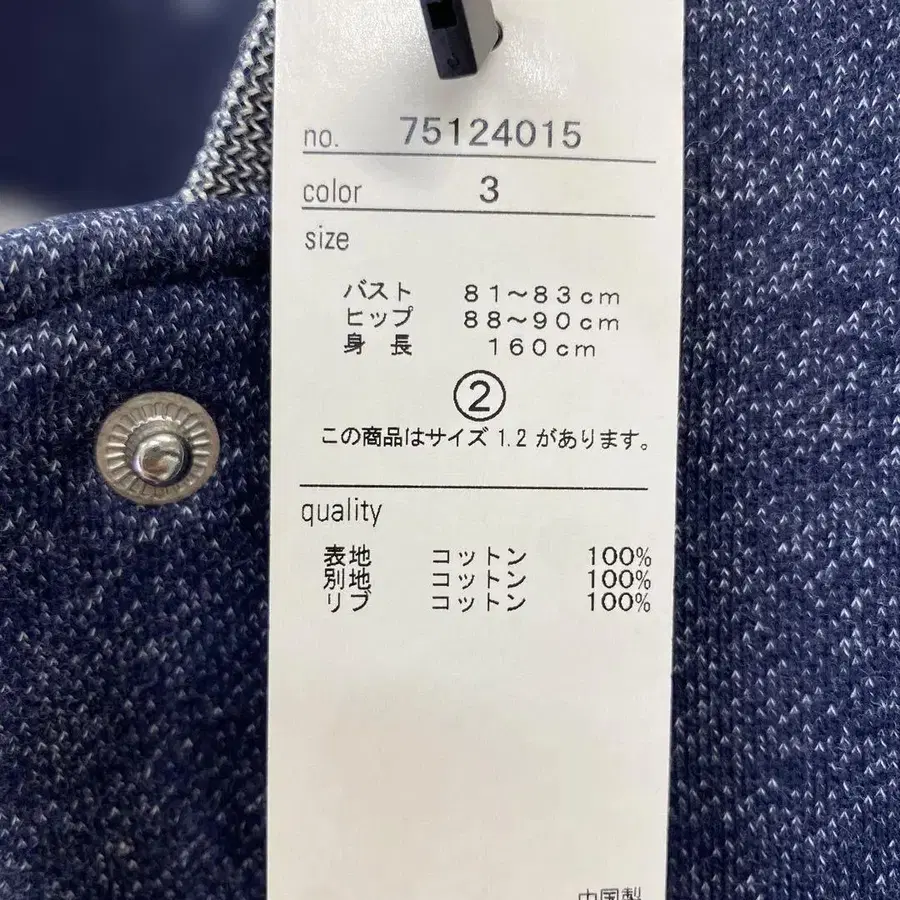 no. 75124015
color 3
size
バスト 81～83cm
ヒップ 88～90cm
身 長 160cm
②
この商品はサイズ 1.2 があります。
quality
表地 コットン 100%
別地 コットン 100%
リブ コットン 100%
中国製